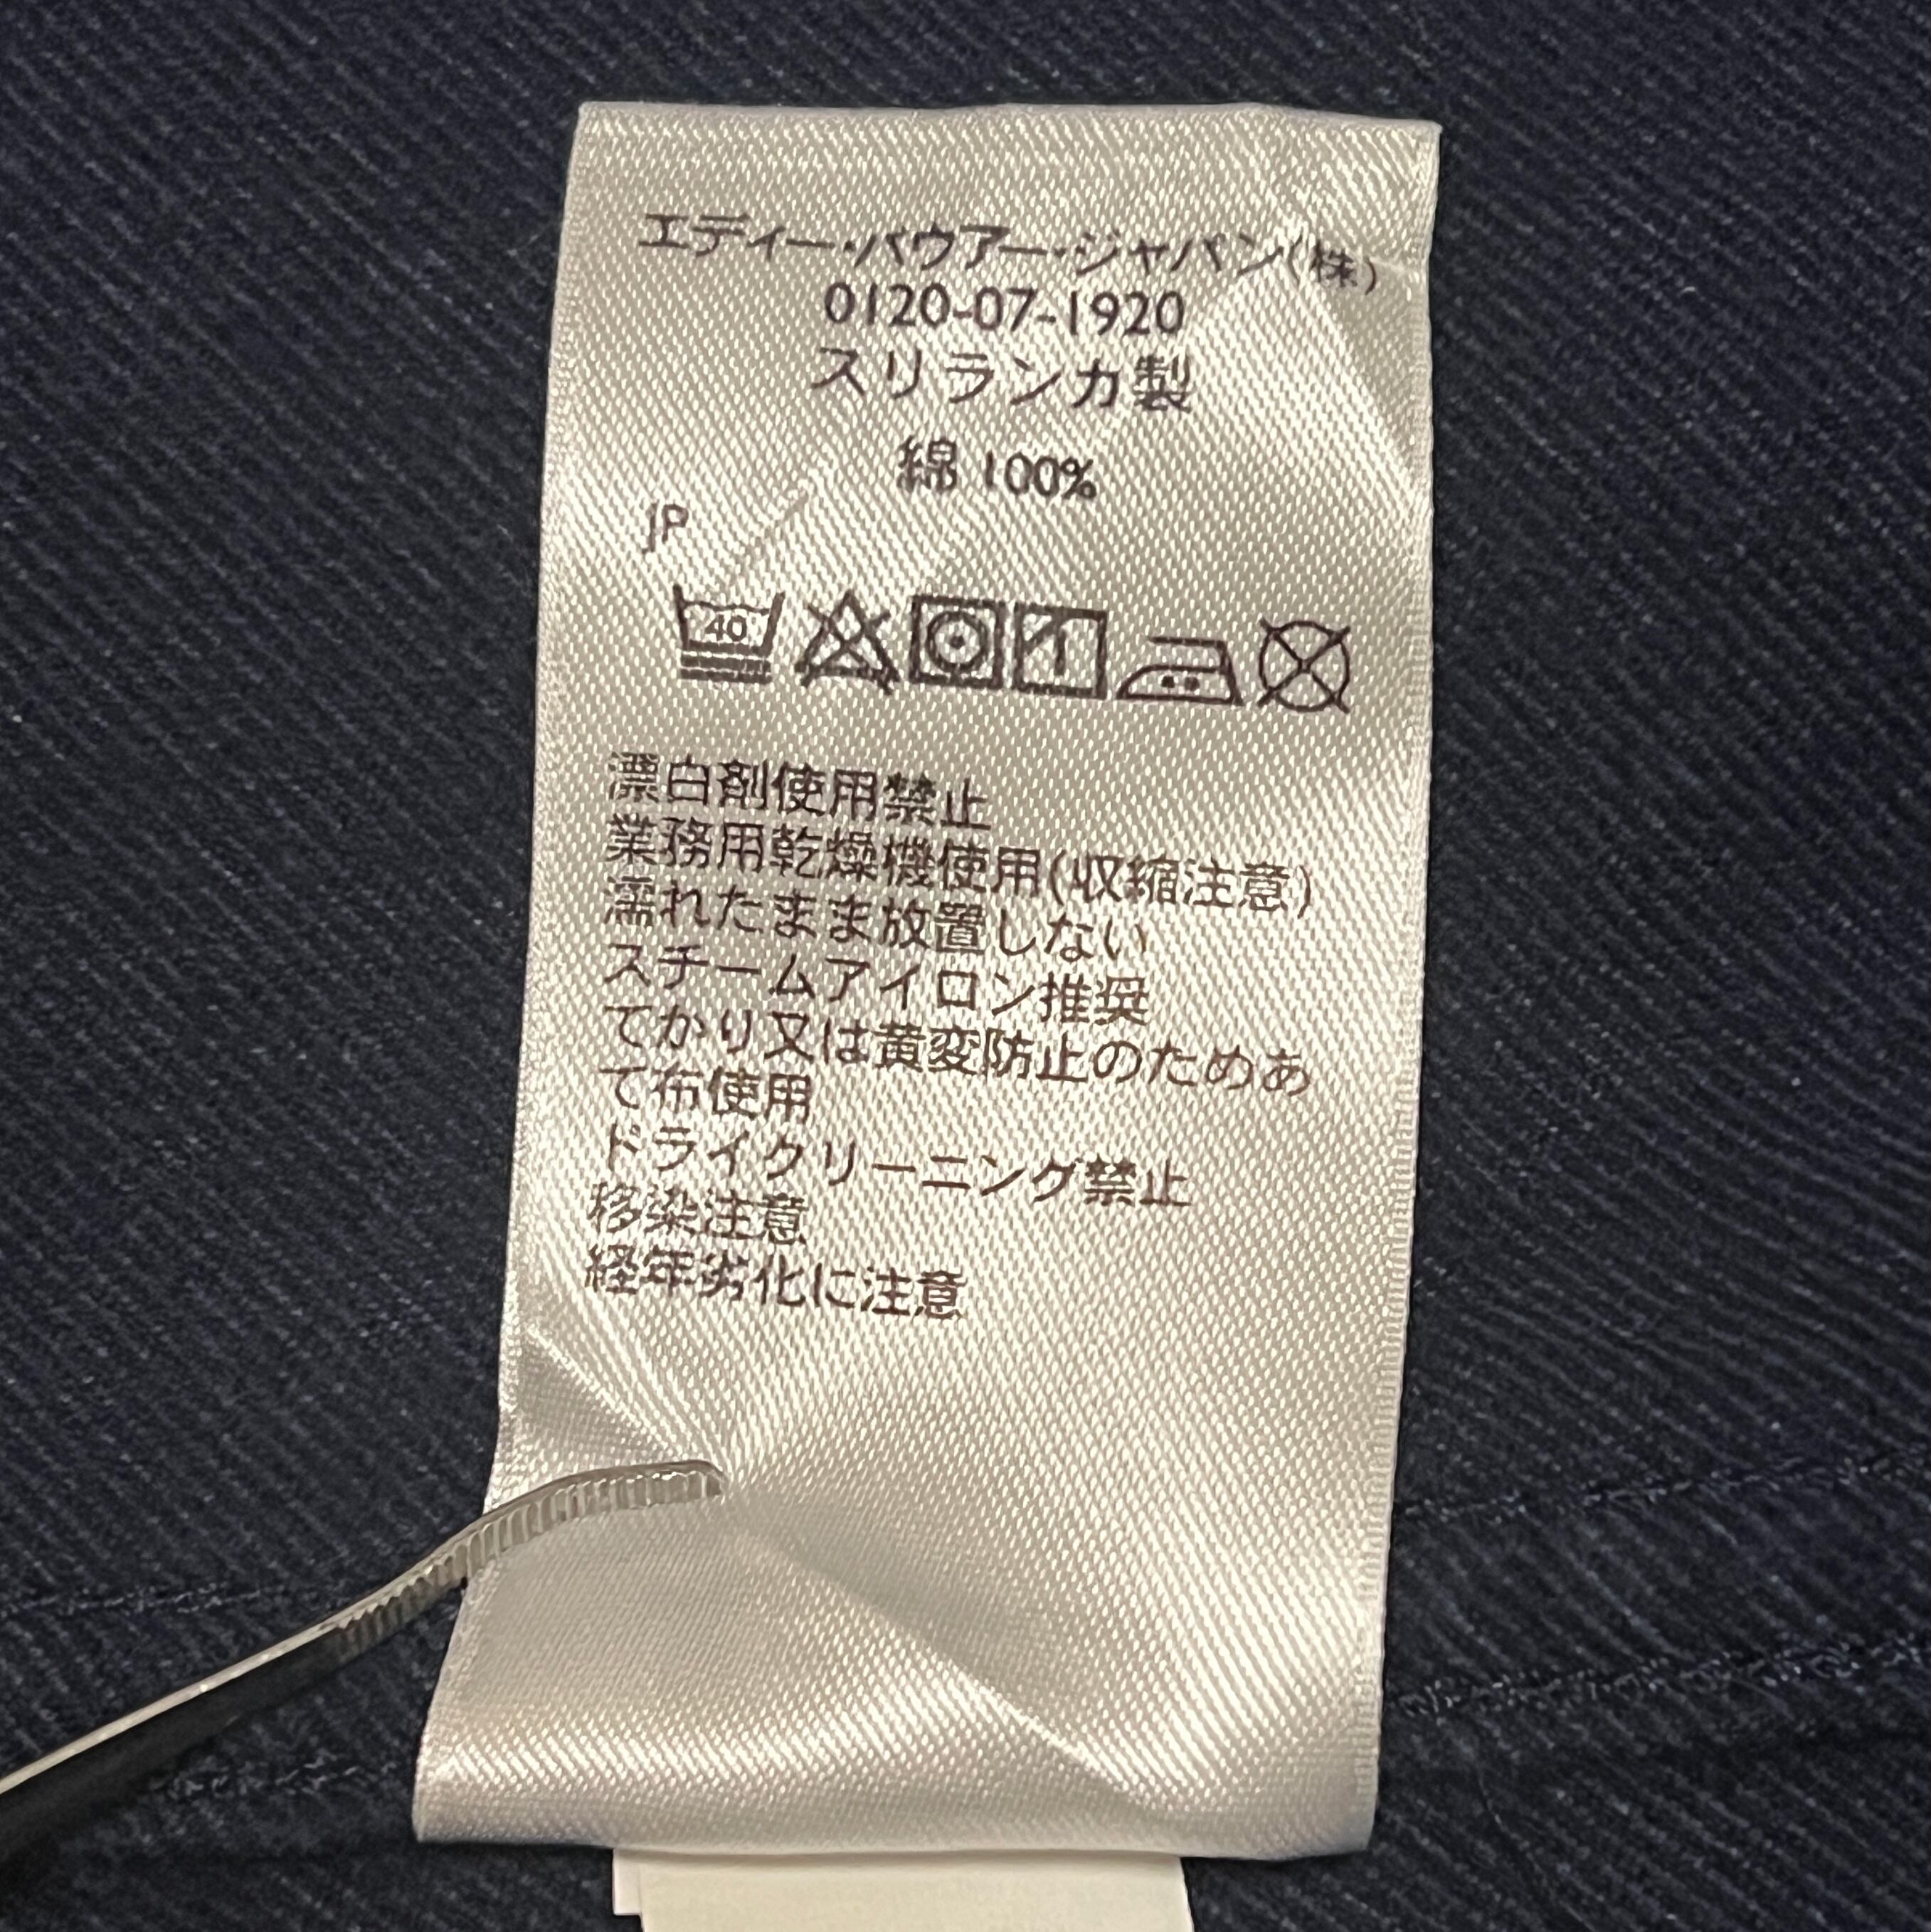 エディー・バウアー・ジャパン(株)
0120-07-1920
スリランカ製
綿 100%
JP
40
漂白剤使用禁止
業務用乾燥機使用(収縮注意)
濡れたまま放置しない
スチームアイロン推奨
てかり又は黄変防止のためあ
て布使用
ドライクリーニング禁止
移染注意
経年劣化に注意